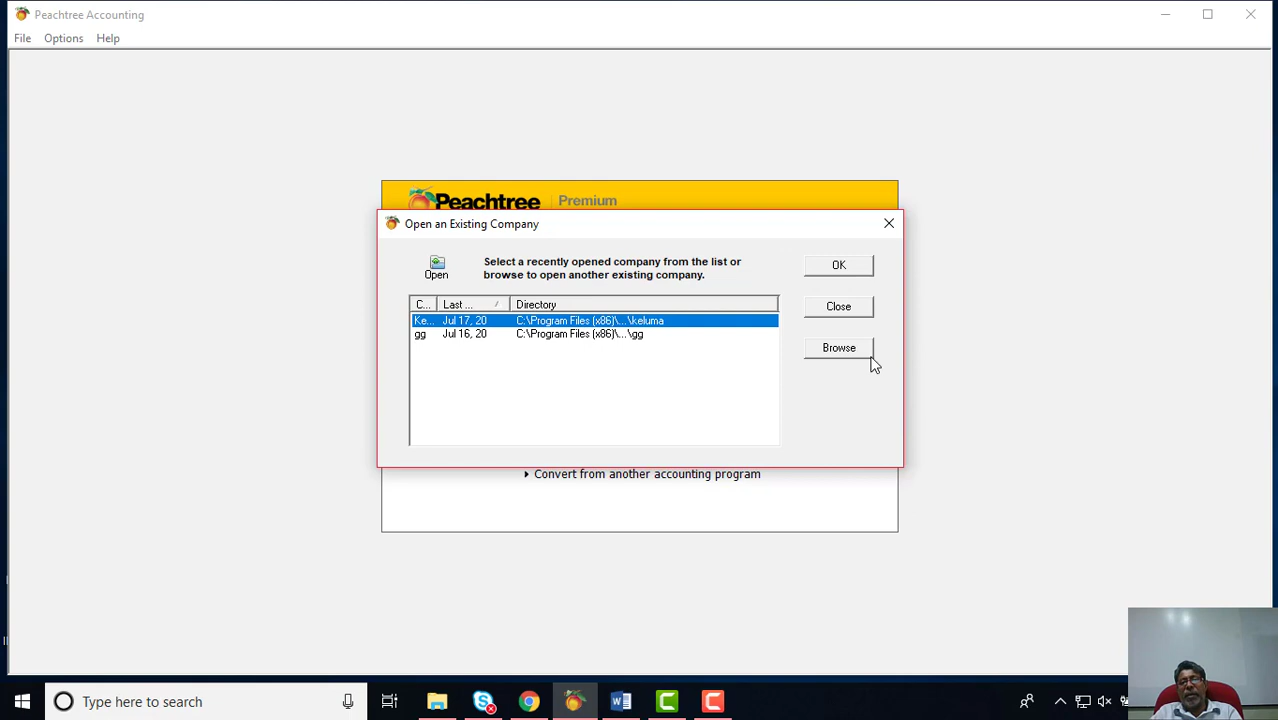 Peachtree Accounting
File Options Help
Peachtree Premium
Open an Existing Company
Open
Select a recently opened company from the list or
browse to open another existing company.
OK
Close
Browse
C... Last ... / Directory
Ke... Jul 17, 20 C:\Program Files (x86)\...\keluma
gg Jul 16, 20 C:\Program Files (x86)\...\gg
Convert from another accounting program
Type here to search